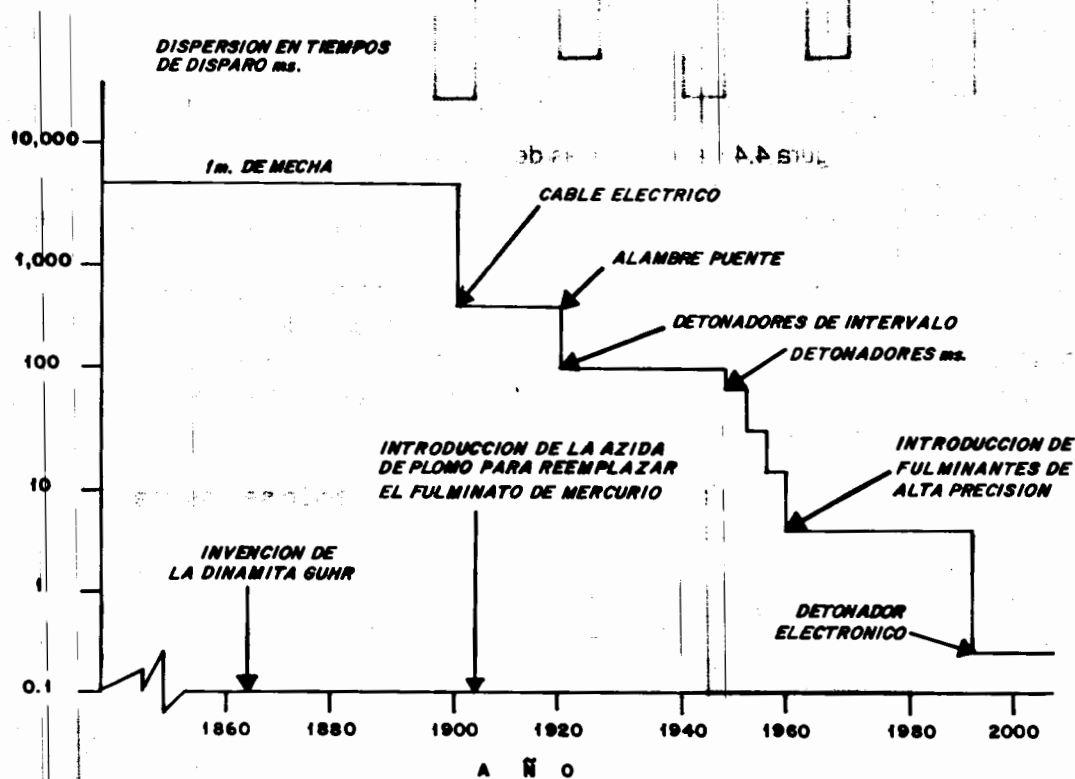 DISPERSION EN TIEMPOS
DE DISPARO ms.
10,000
1m. DE MECHA
CABLE ELECTRICO
1,000
ALAMBRE PUENTE
DETONADORES DE INTERVALO
DETONADORES ms.
100
INTRODUCCION DE LA AZIDA
DE PLOMO PARA REEMPLAZAR
EL FULMINATO DE MERCURIO
INTRODUCCION DE
FULMINANTES DE
ALTA PRECISION
10
INVENCION DE
LA DINAMITA GUHR
1
DETONADOR
ELECTRONICO
0.1
1860 1880 1900 1920 1940 1960 1980 2000
A Ñ O